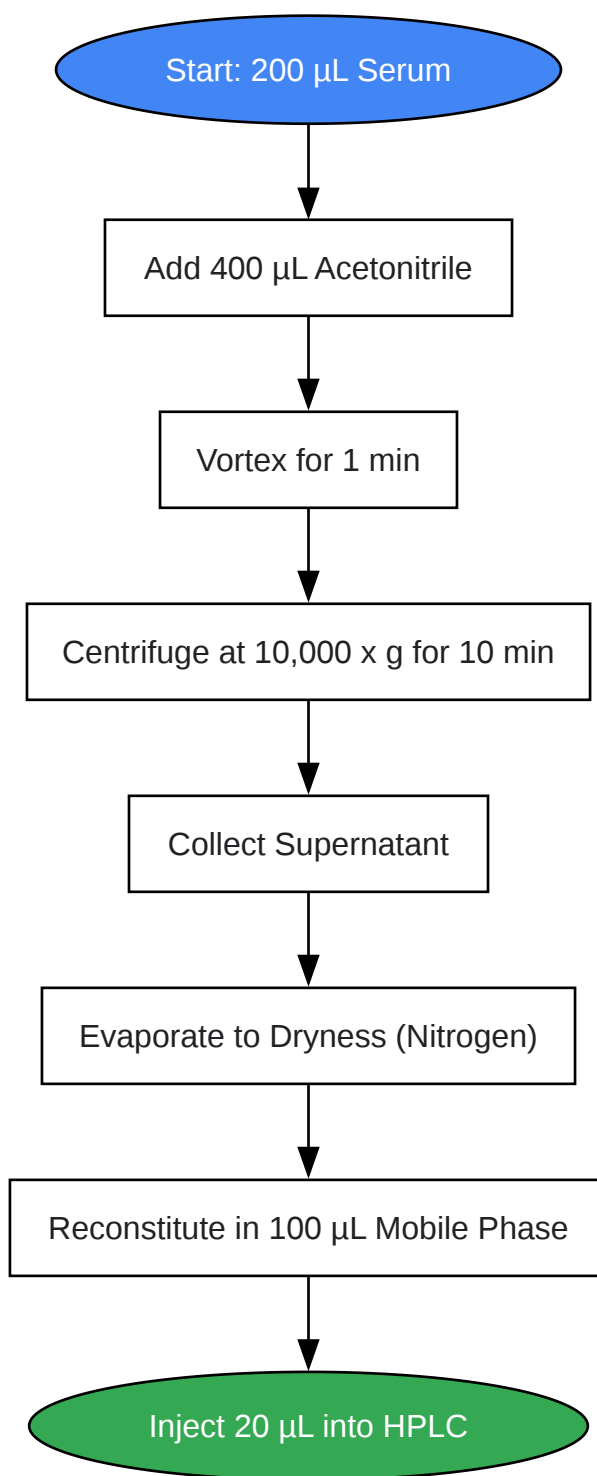 Start: 200 µL Serum
Add 400 µL Acetonitrile
Vortex for 1 min
Centrifuge at 10,000 x g for 10 min
Collect Supernatant
Evaporate to Dryness (Nitrogen)
Reconstitute in 100 µL Mobile Phase
Inject 20 µL into HPLC